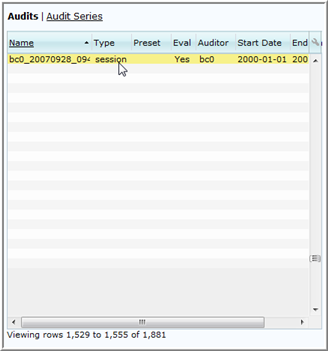 Audits | Audit Series
Name Type Preset Eval Auditor Start Date End
bc0_20070928_094 session Yes bc0 2000-01-01 200
Viewing rows 1,529 to 1,555 of 1,881